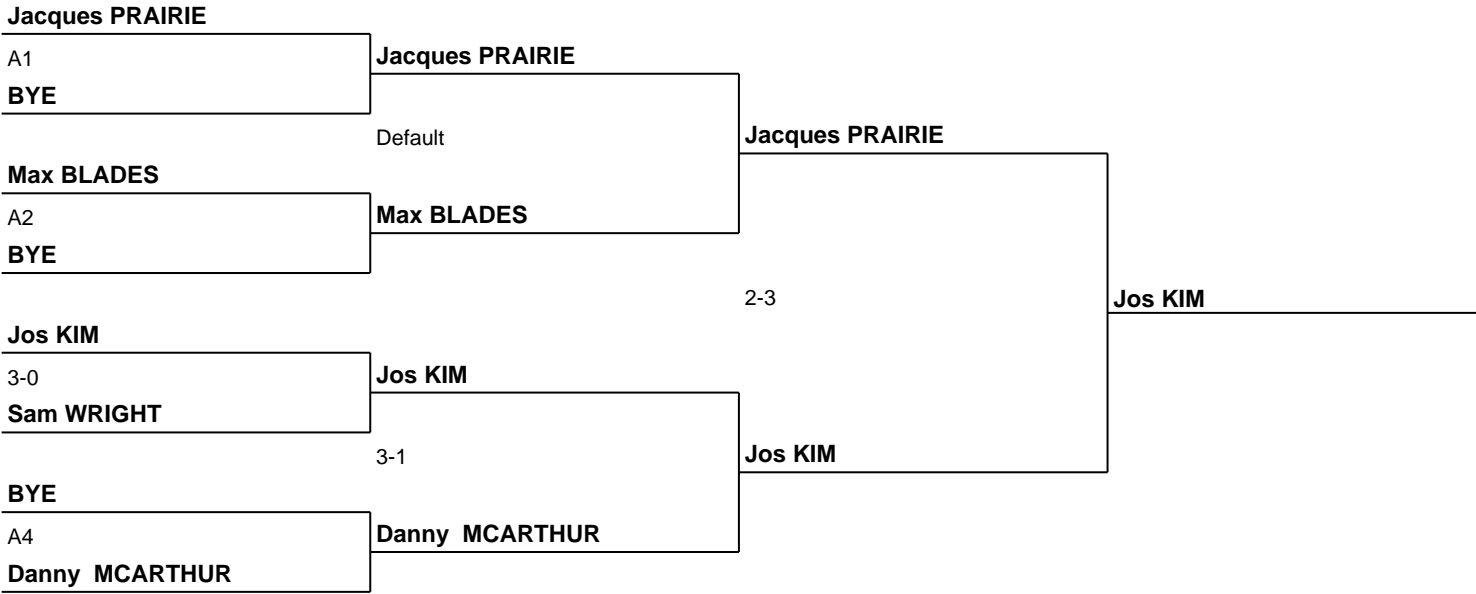 Jacques PRAIRIE
A1
BYE
Jacques PRAIRIE
Default
Max BLADES
A2
BYE
Max BLADES
Jacques PRAIRIE
2-3
Jos KIM
Jos KIM
3-0
Sam WRIGHT
Jos KIM
3-1
Jos KIM
BYE
A4
Danny  MCARTHUR
Danny  MCARTHUR